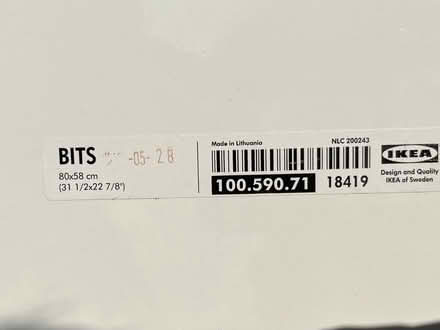 BITS -05- 28
80x58 cm
(31 1/2x22 7/8")
Made in Lithuania
NLC 200243
100.590.71 18419
IKEA
Design and Quality
IKEA of Sweden